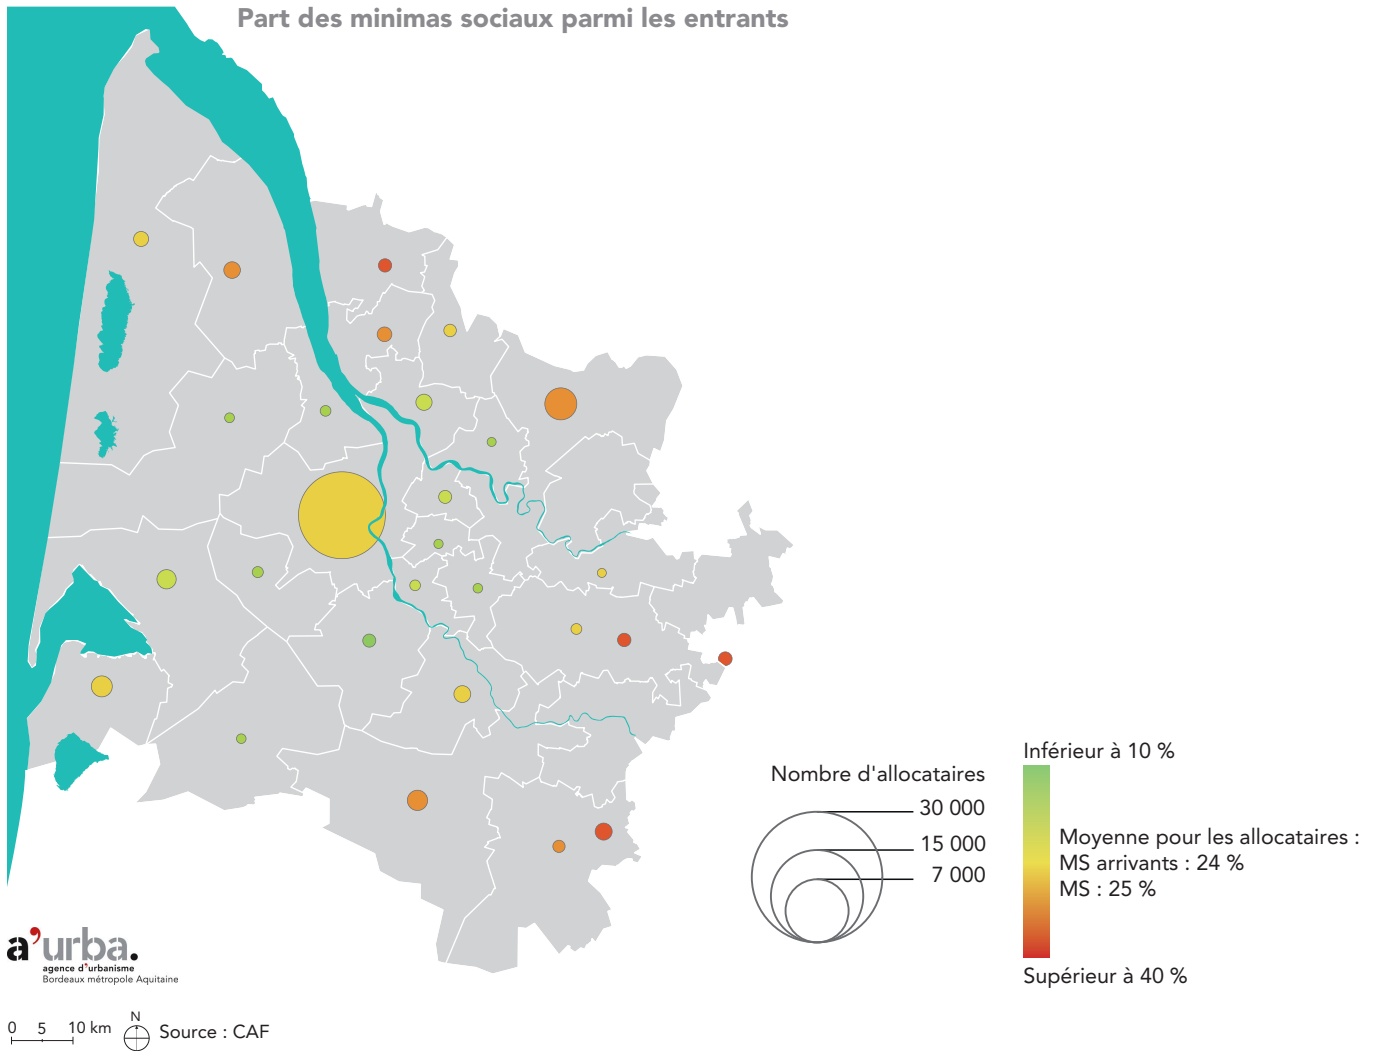 Part des minimas sociaux parmi les entrants
Inférieur à 10 %
Nombre d'allocataires
30 000
15 000
7 000
Moyenne pour les allocataires :
MS arrivants : 24 %
MS : 25 %
Supérieur à 40 %
a'urba.
agence d'urbanisme
Bordeaux métropole Aquitaine
0 5 10 km
N
Source : CAF